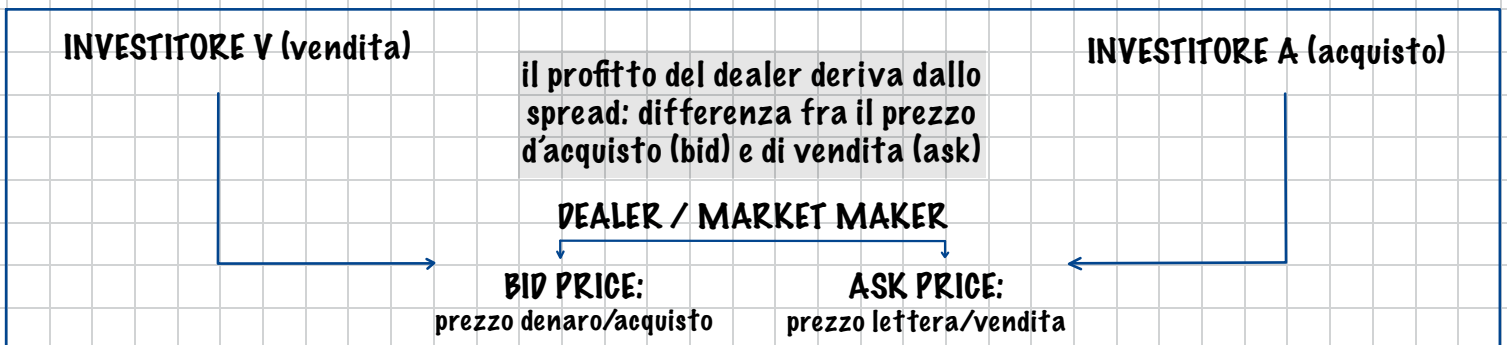 INVESTITORE V (vendita)
INVESTITORE A (acquisto)
il profitto del dealer deriva dallo
spread: differenza fra il prezzo
d'acquisto (bid) e di vendita (ask)
DEALER / MARKET MAKER
BID PRICE:
prezzo denaro/acquisto
ASK PRICE:
prezzo lettera/vendita